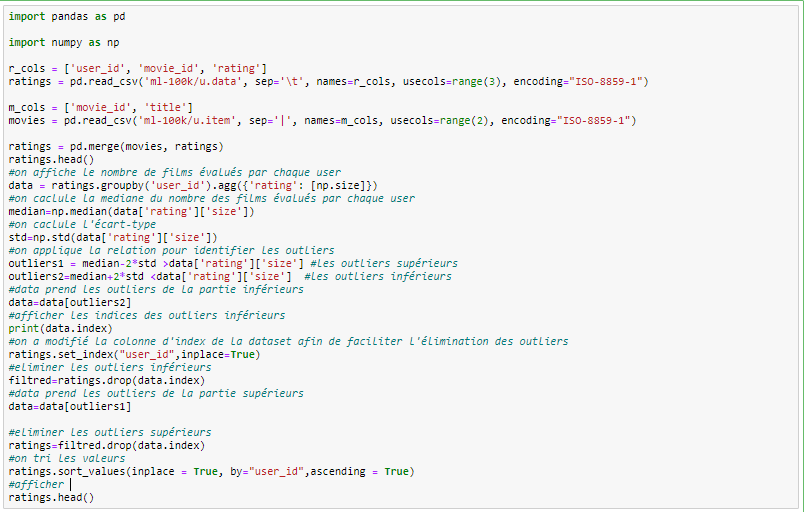 import pandas as pd
import numpy as np
r_cols = ['user_id', 'movie_id', 'rating']
ratings = pd.read_csv('ml-100k/u.data', sep='\t', names=r_cols, usecols=range(3), encoding="ISO-8859-1")
m_cols = ['movie_id', 'title']
movies = pd.read_csv('ml-100k/u.item', sep='|', names=m_cols, usecols=range(2), encoding="ISO-8859-1")
ratings = pd.merge(movies, ratings)
ratings.head()
#on affiche le nombre de films évalués par chaque user
data = ratings.groupby('user_id').agg({'rating': [np.size]})
#on caclule la mediane du nombre des films évalués par chaque user
median=np.median(data['rating']['size'])
#on caclule l'écart-type
std=np.std(data['rating']['size'])
#on applique la relation pour identifier les outliers
outliers1 = median-2*std >data['rating']['size'] #les outliers supérieurs
outliers2=median+2*std <data['rating']['size']  #les outliers inférieurs
#data prend les outliers de la partie inférieurs
data=data[outliers2]
#afficher les indices des outliers inférieurs
print(data.index)
#on a modifié la colonne d'index de la dataset afin de faciliter l'élimination des outliers
ratings.set_index("user_id",inplace=True)
#eliminer les outliers inférieurs
filtred=ratings.drop(data.index)
#data prend les outliers de la partie supérieurs
data=data[outliers1]
#eliminer les outliers supérieurs
ratings=filtred.drop(data.index)
#on tri les valeurs
ratings.sort_values(inplace = True, by="user_id",ascending = True)
#afficher
ratings.head()